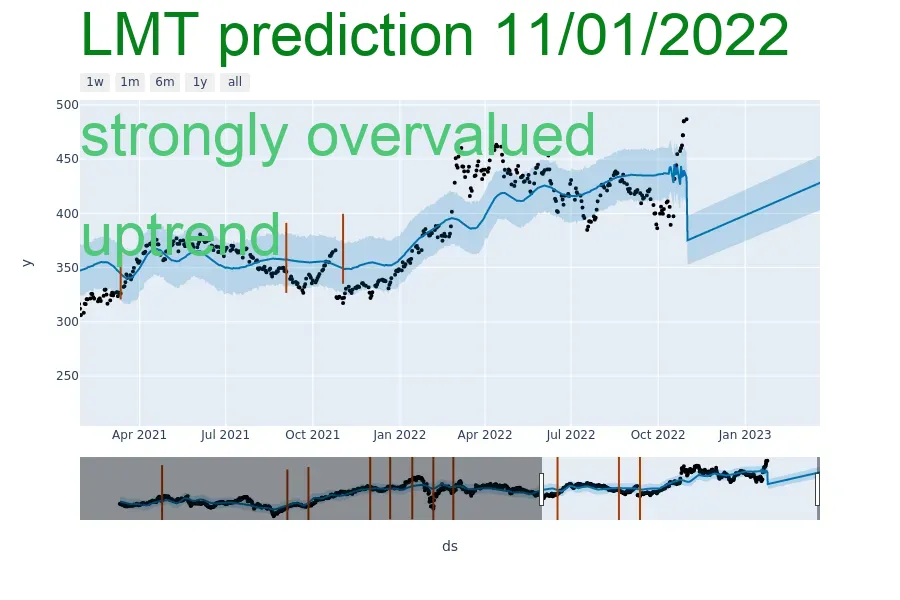 LMT prediction 11/01/2022
1w 1m 6m 1y all
500
strongly overvalued
450
400
uptrend
350
y
300
250
Apr 2021 Jul 2021 Oct 2021 Jan 2022 Apr 2022 Jul 2022 Oct 2022 Jan 2023
ds